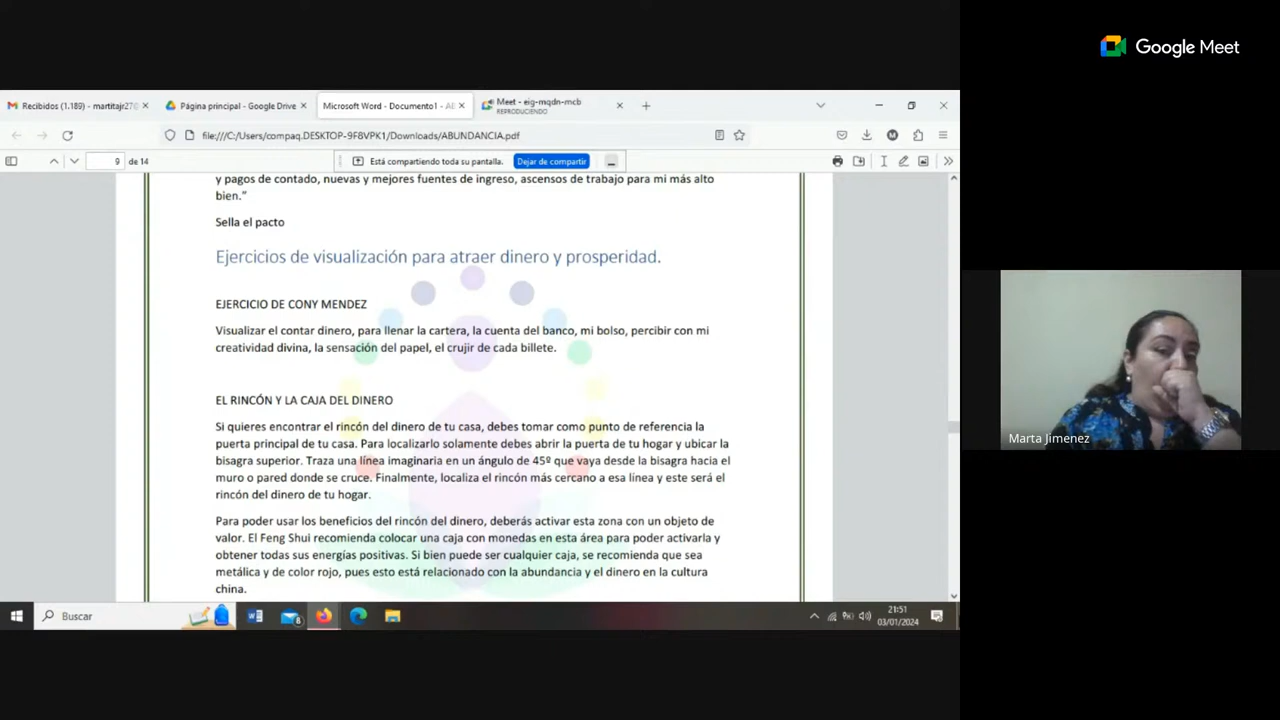 Google Meet
Recibidos (1.189) - martitajr27@
Página principal - Google Drive
Microsoft Word - Documento1 - AB
Meet - eig-mqdn-mcb
REPRODUCIENDO
file:///C:/Users/compaq.DESKTOP-9F8VPK1/Downloads/ABUNDANCIA.pdf
9 de 14
Está compartiendo toda su pantalla.
Dejar de compartir
y pagos de contado, nuevas y mejores fuentes de ingreso, ascensos de trabajo para mi más alto
bien."
Sella el pacto
Ejercicios de visualización para atraer dinero y prosperidad.
EJERCICIO DE CONY MENDEZ
Visualizar el contar dinero, para llenar la cartera, la cuenta del banco, mi bolso, percibir con mi
creatividad divina, la sensación del papel, el crujir de cada billete.
EL RINCÓN Y LA CAJA DEL DINERO
Si quieres encontrar el rincón del dinero de tu casa, debes tomar como punto de referencia la
puerta principal de tu casa. Para localizarlo solamente debes abrir la puerta de tu hogar y ubicar la
bisagra superior. Traza una línea imaginaria en un ángulo de 45º que vaya desde la bisagra hacia el
muro o pared donde se cruce. Finalmente, localiza el rincón más cercano a esa línea y este será el
rincón del dinero de tu hogar.
Para poder usar los beneficios del rincón del dinero, deberás activar esta zona con un objeto de
valor. El Feng Shui recomienda colocar una caja con monedas en esta área para poder activarla y
obtener todas sus energías positivas. Si bien puede ser cualquier caja, se recomienda que sea
metálica y de color rojo, pues esto está relacionado con la abundancia y el dinero en la cultura
china.
Marta Jimenez
Buscar
21:51
03/01/2024